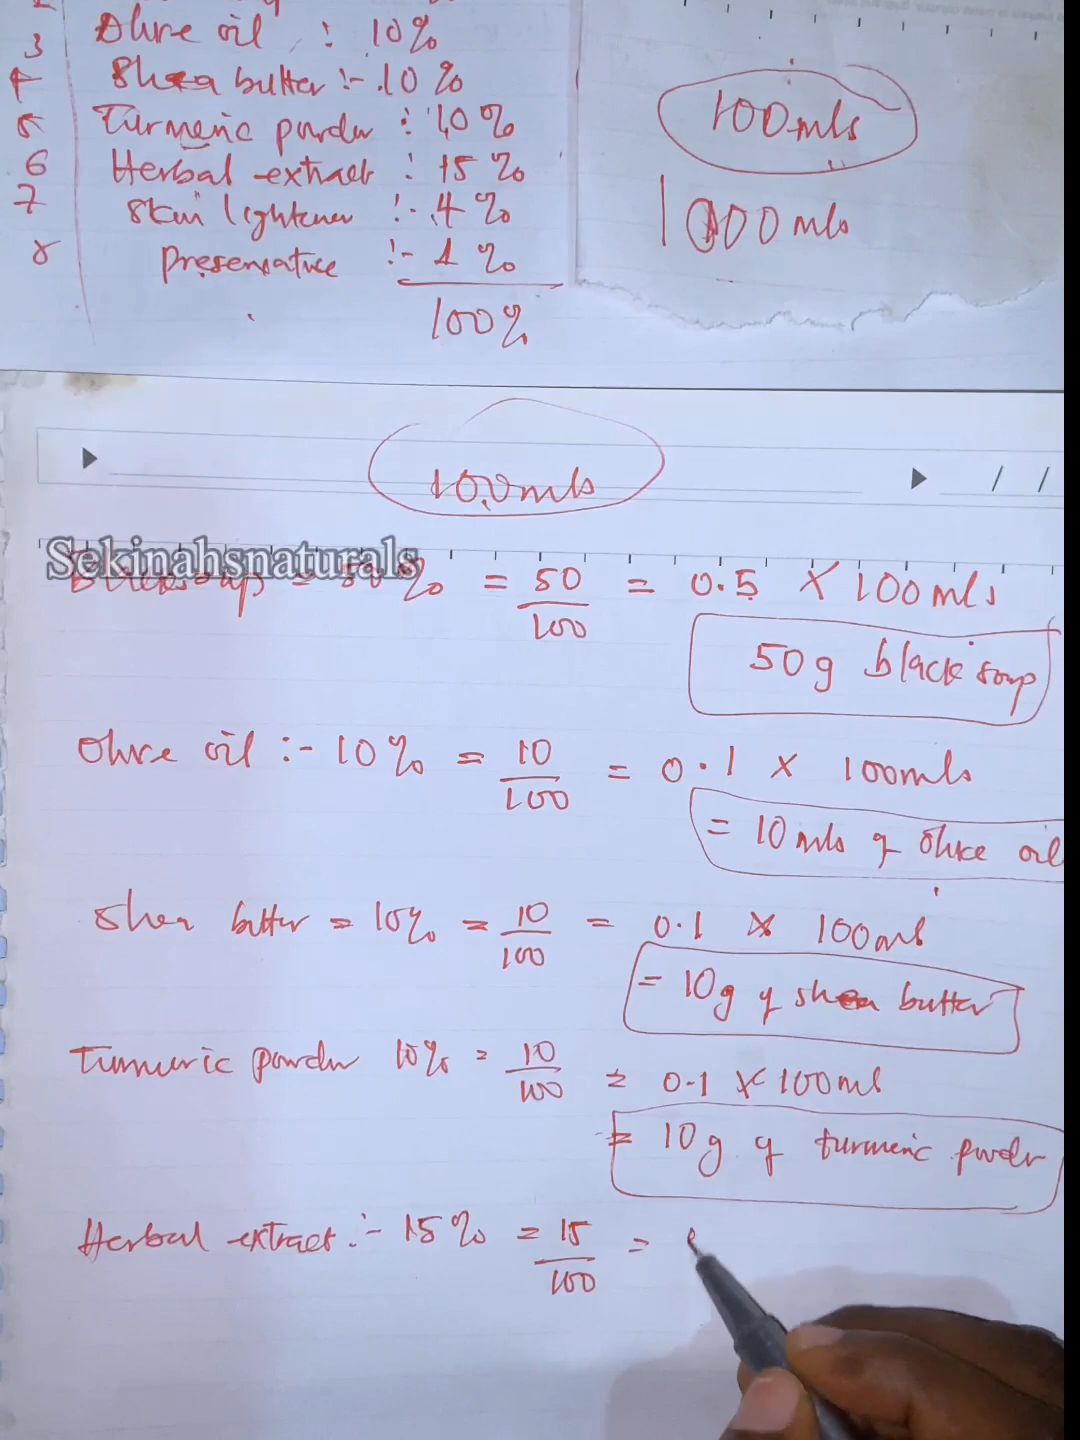 3 Olive oil : 10%
4 Shea butter :- 10%
5 Turmeric powder : 10%
6 Herbal extract : 15%
7 Skin lightener :- 4%
8 Preservative :- 1%
100%
100mls
1000mls
100mls
/ /
Sekinahsnaturals
= 50% = 50/100 = 0.5 X 100mls
50g black soap
Olive oil :- 10% = 10/100 = 0.1 x 100mls
= 10mls of Olive oil
Shea butter = 10% = 10/100 = 0.1 x 100ml
= 10g of shea butter
Tumuric powder 10% = 10/100 = 0.1 x 100ml
= 10g of turmeric powder
Herbal extract :- 15% = 15/100 =